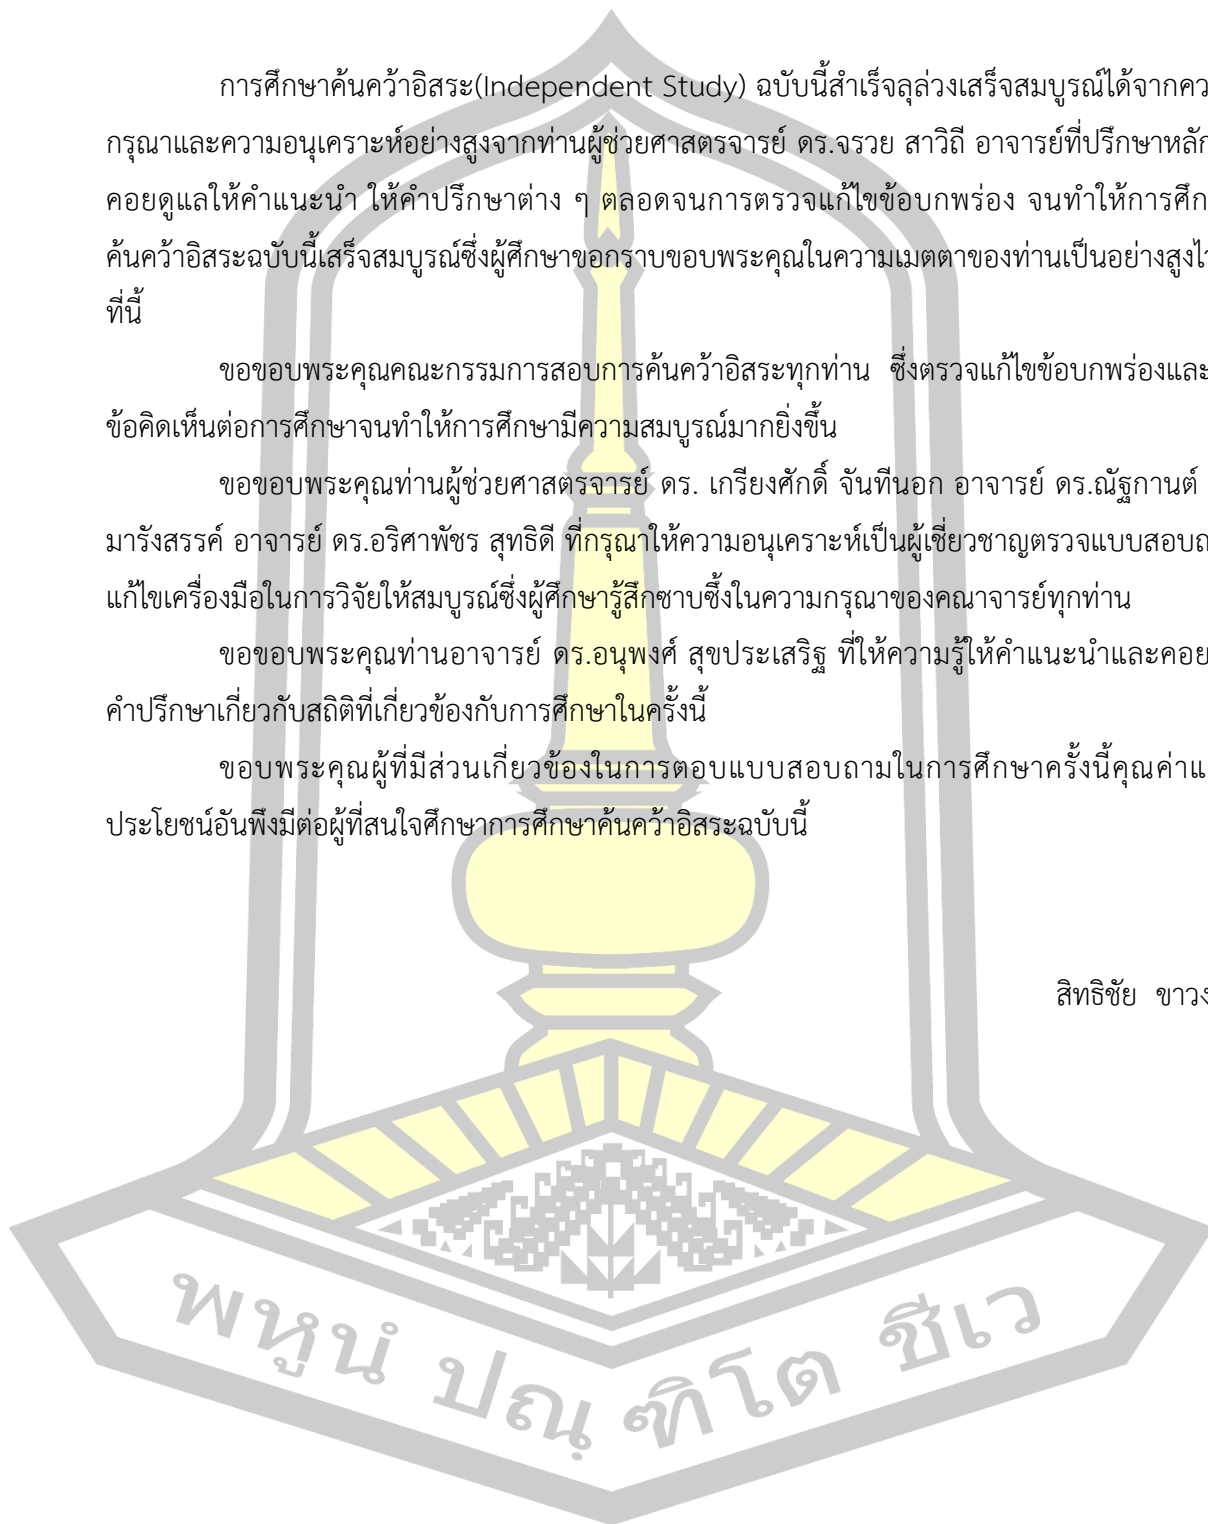 การศึกษาค้นคว้าอิสระ(Independent Study) ฉบับนี้สำเร็จลุล่วงเสร็จสมบูรณ์ได้จากคว
กรุณาและความอนุเคราะห์อย่างสูงจากท่านผู้ช่วยศาสตรจารย์ ดร.จรวย สาวิถี อาจารย์ที่ปรึกษาหลัก
คอยดูแลให้คำแนะนำ ให้คำปรึกษาต่าง ๆ ตลอดจนการตรวจแก้ไขข้อบกพร่อง จนทำให้การศึก
ค้นคว้าอิสระฉบับนี้เสร็จสมบูรณ์ซึ่งผู้ศึกษาขอกราบขอบพระคุณในความเมตตาของท่านเป็นอย่างสูงไว
ที่นี้
ขอขอบพระคุณคณะกรรมการสอบการค้นคว้าอิสระทุกท่าน ซึ่งตรวจแก้ไขข้อบกพร่องและ
ข้อคิดเห็นต่อการศึกษาจนทำให้การศึกษามีความสมบูรณ์มากยิ่งขึ้น
ขอขอบพระคุณท่านผู้ช่วยศาสตรจารย์ ดร. เกรียงศักดิ์ จันทีนอก อาจารย์ ดร.ณัฐกานต์
มารังสรรค์ อาจารย์ ดร.อริศาพัชร สุทธิดี ที่กรุณาให้ความอนุเคราะห์เป็นผู้เชี่ยวชาญตรวจแบบสอบถ
แก้ไขเครื่องมือในการวิจัยให้สมบูรณ์ซึ่งผู้ศึกษารู้สึกซาบซึ้งในความกรุณาของคณาจารย์ทุกท่าน
ขอขอบพระคุณท่านอาจารย์ ดร.อนุพงศ์ สุขประเสริฐ ที่ให้ความรู้ให้คำแนะนำและคอย
คำปรึกษาเกี่ยวกับสถิติที่เกี่ยวข้องกับการศึกษาในครั้งนี้
ขอบพระคุณผู้ที่มีส่วนเกี่ยวข้องในการตอบแบบสอบถามในการศึกษาครั้งนี้คุณค่าแ
ประโยชน์อันพึงมีต่อผู้ที่สนใจศึกษาการศึกษาค้นคว้าอิสระฉบับนี้
สิทธิชัย ขาวง
พหูนํ ปณฺฑิโต ชีเว